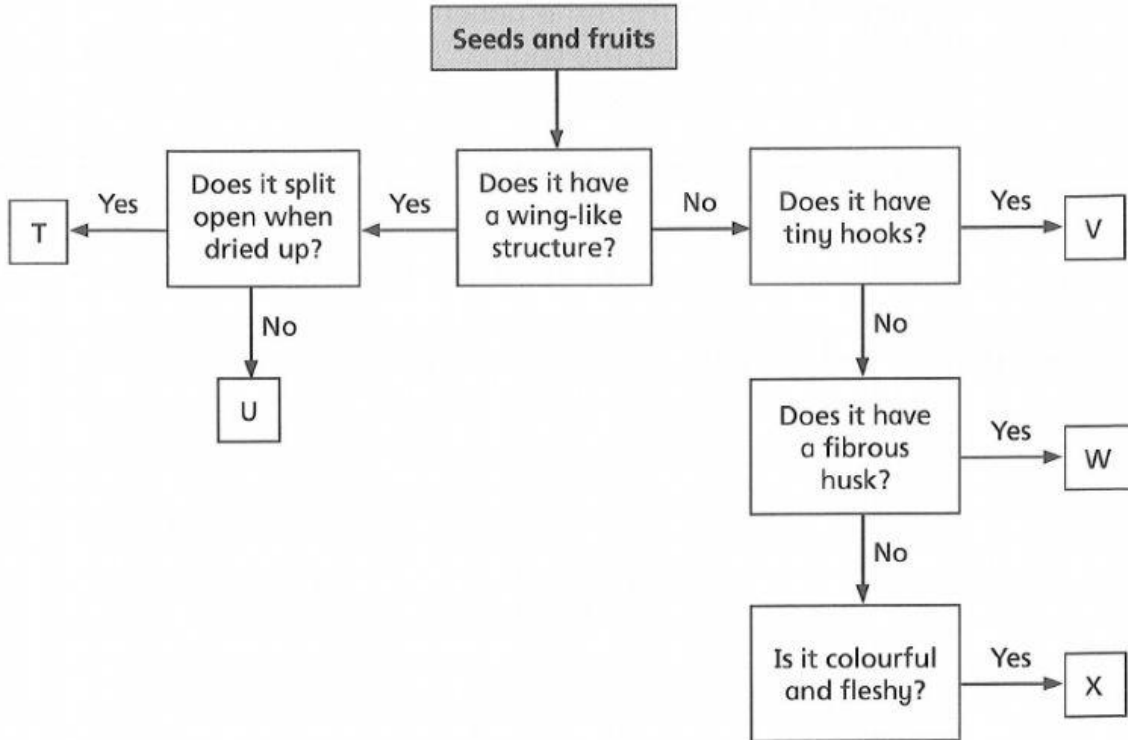 Seeds and fruits
Does it split
open when
dried up?
Does it have
a wing-like
structure?
Does it have
tiny hooks?
Yes
T
Yes
No
Yes
V
No
U
No
Does it have
a fibrous
husk?
Yes
W
No
Is it colourful
and fleshy?
Yes
X